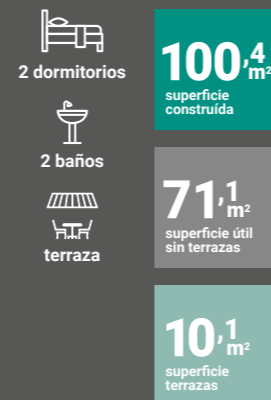 2 dormitorios
2 baños
terraza
100,4 m²
superficie
construída
71,1 m²
superficie útil
sin terrazas
10,1 m²
superficie
terrazas